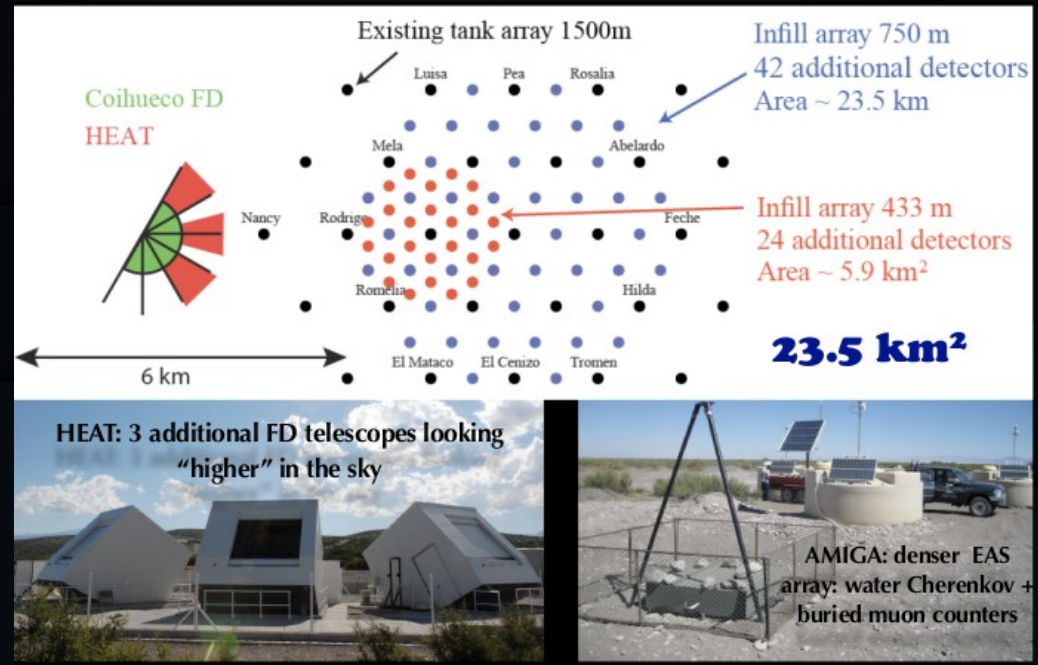 Existing tank array 1500m
Infill array 750 m
42 additional detectors
Area ~ 23.5 km
Luisa
Pea
Rosalia
Coihueco FD
HEAT
Mela
Abelardo
Infill array 433 m
24 additional detectors
Area ~ 5.9 km²
Nancy
Rodrigo
Feche
Romelia
Hilda
23.5 km²
6 km
El Mataco
El Cenizo
Tromen
HEAT: 3 additional FD telescopes looking
“higher” in the sky
AMIGA: denser EAS
array: water Cherenkov +
buried muon counters